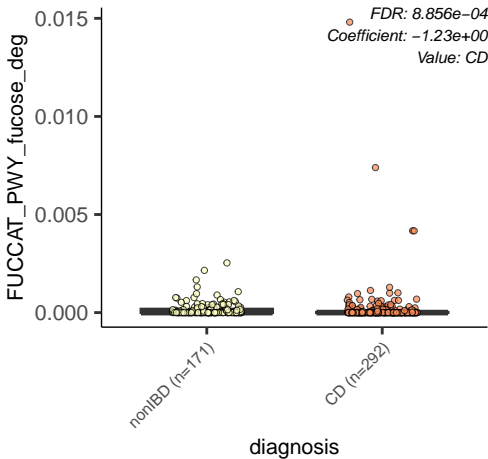 FDR: 8.856e−04
Coefficient: −1.23e+00
Value: CD
0.015
0.010
0.005
0.000
FUCCAT_PWY_fucose_deg
nonIBD (n=171)
CD (n=292)
diagnosis